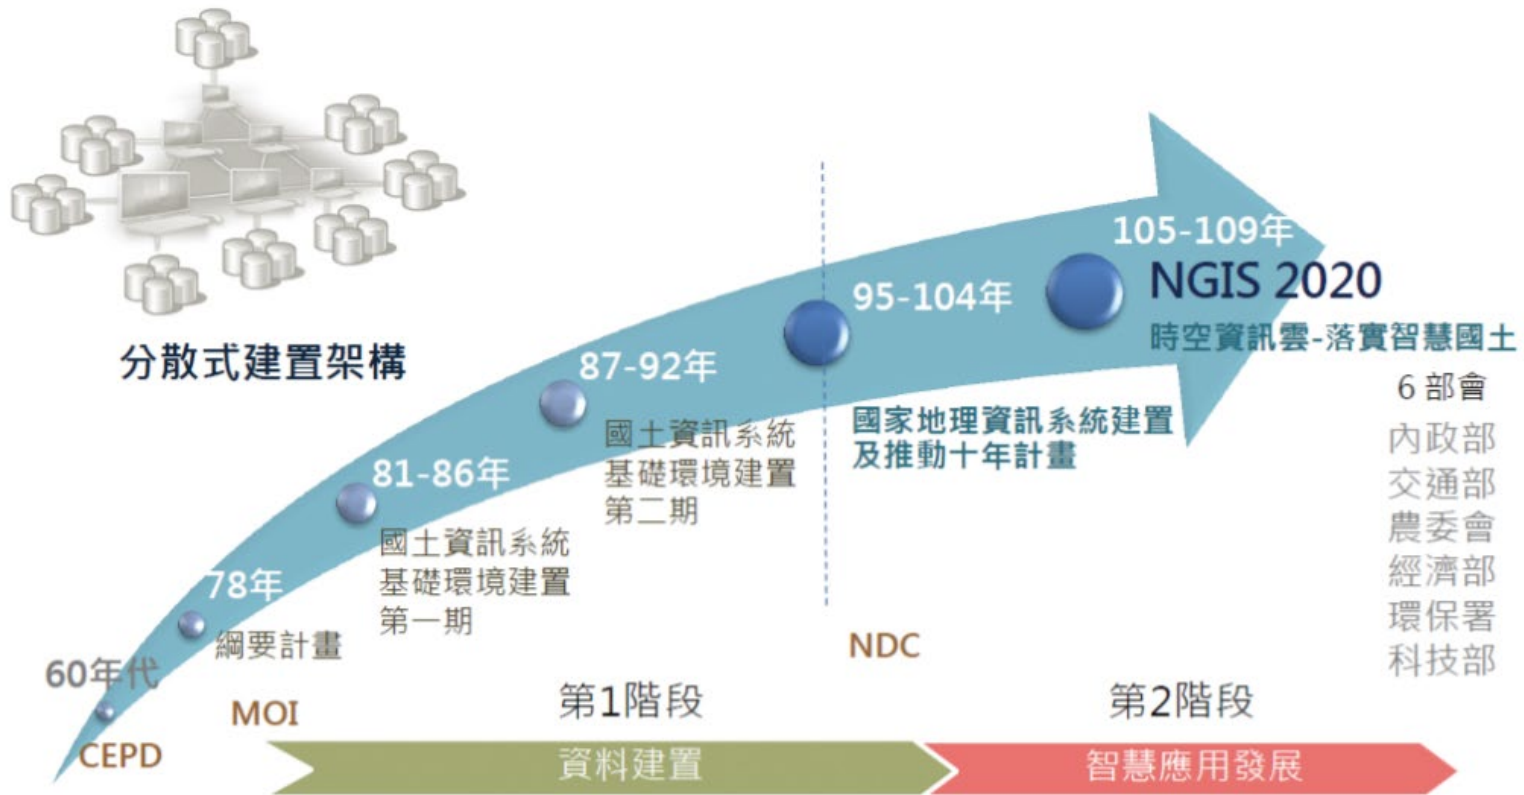 分散式建置架構
60年代
CEPD
78年
綱要計畫
MOI
81-86年
國土資訊系統
基礎環境建置
第一期
87-92年
國土資訊系統
基礎環境建置
第二期
95-104年
國家地理資訊系統建置
及推動十年計畫
NDC
105-109年
NGIS 2020
時空資訊雲-落實智慧國土
6 部會
內政部
交通部
農委會
經濟部
環保署
科技部
第1階段
資料建置
第2階段
智慧應用發展